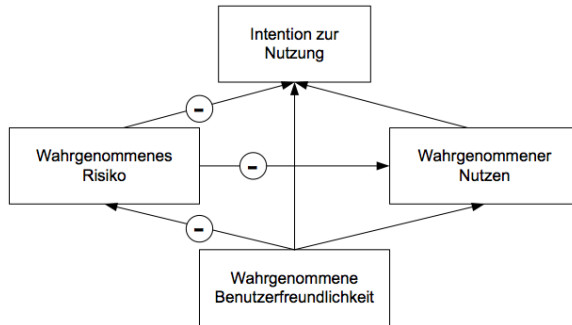 Intention zur
Nutzung
-
Wahrgenommenes
Risiko
-
Wahrgenommener
Nutzen
-
Wahrgenommene
Benutzerfreundlichkeit